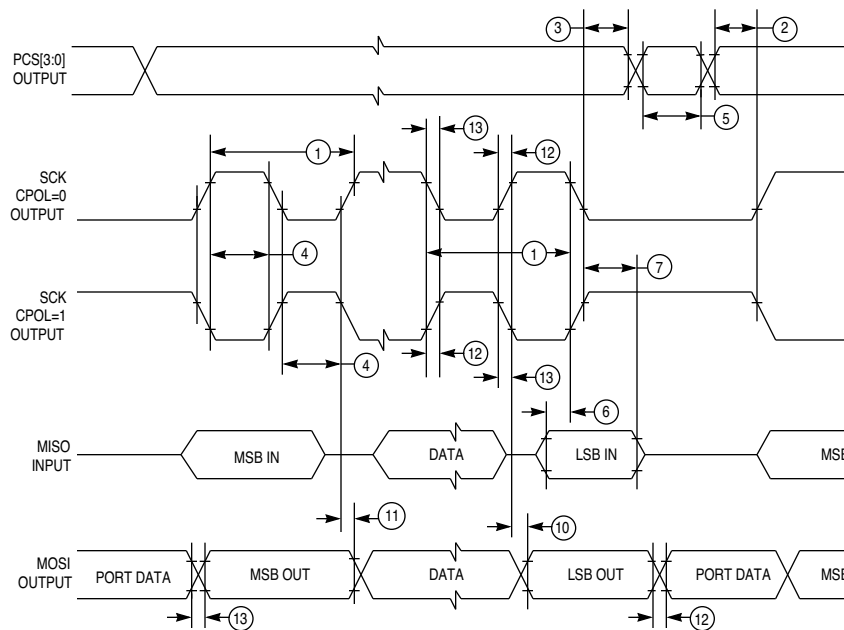 3
2
PCS[3:0]
OUTPUT
5
13
1
12
SCK
CPOL=0
OUTPUT
4
1
7
SCK
CPOL=1
OUTPUT
12
4
13
6
MISO
INPUT
MSB IN
DATA
LSB IN
MSB
11
10
MOSI
OUTPUT
PORT DATA
MSB OUT
DATA
LSB OUT
PORT DATA
MSB
13
12